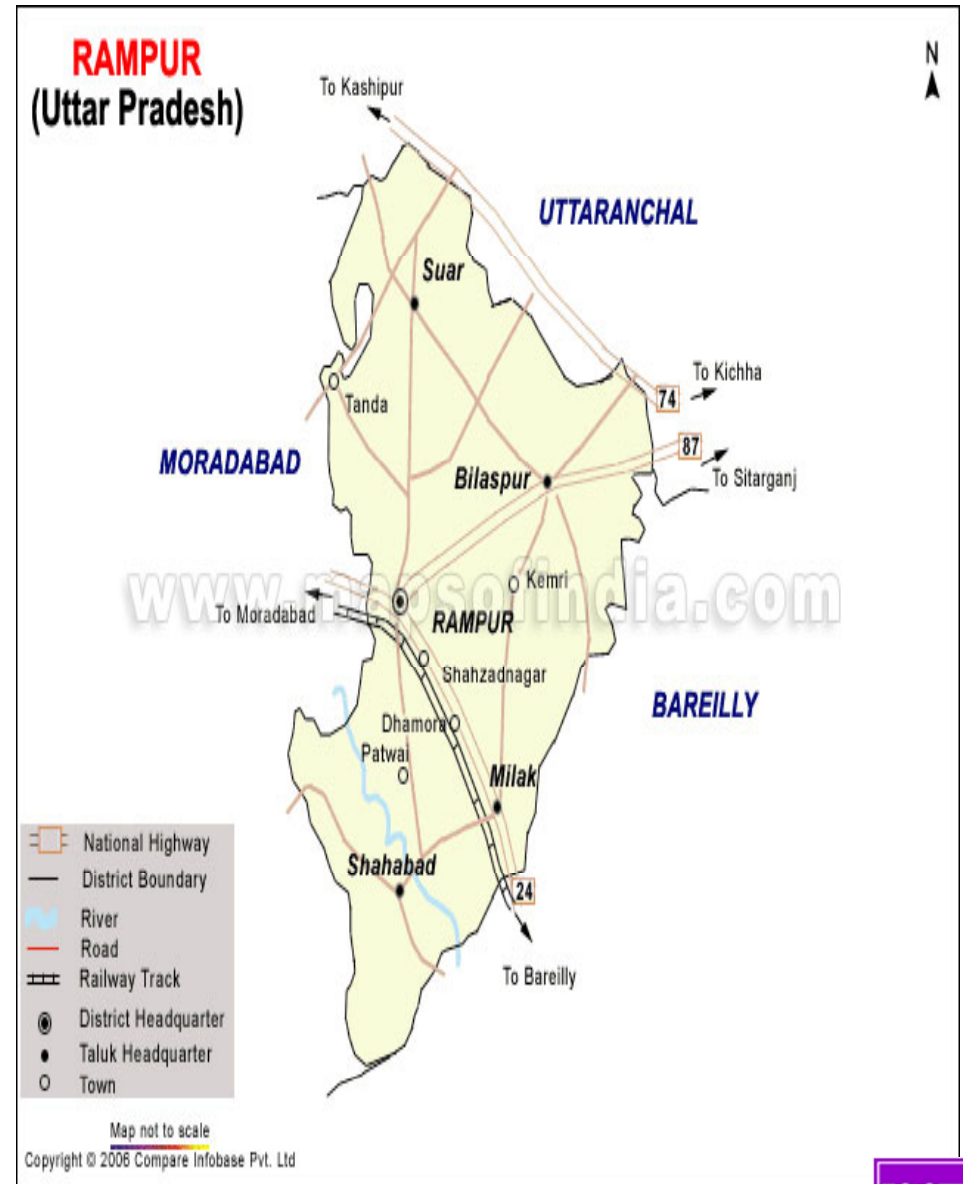 RAMPUR
(Uttar Pradesh)
N
To Kashipur
UTTARANCHAL
Suar
To Kichha
74
Tanda
87
MORADABAD
Bilaspur
To Sitarganj
www.mapsofindia.com
Kemri
To Moradabad
RAMPUR
Shahzadnagar
BAREILLY
Dhamora
Patwai
Milak
Shahabad
24
To Bareilly
National Highway
District Boundary
River
Road
Railway Track
District Headquarter
Taluk Headquarter
Town
Map not to scale
Copyright © 2006 Compare Infobase Pvt. Ltd